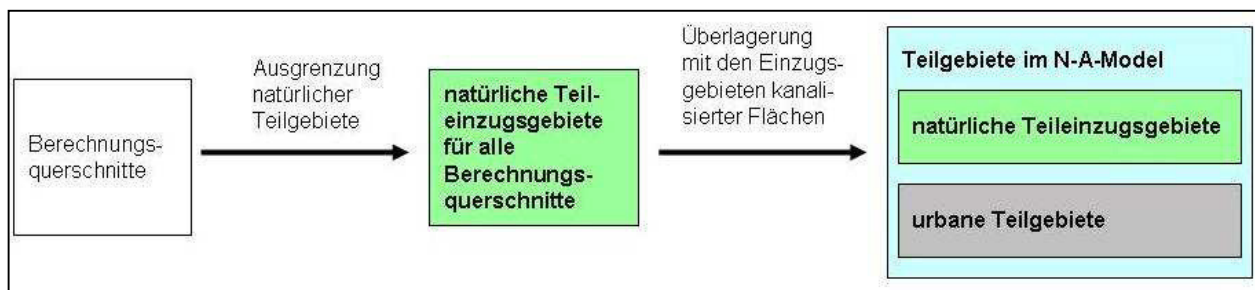 Berechnungs-
querschnitte
Ausgrenzung
natürlicher
Teilgebiete
natürliche Teil-
einzugsgebiete
für alle
Berechnungs-
querschnitte
Überlagerung
mit den Einzugs-
gebieten kanali-
sierter Flächen
Teilgebiete im N-A-Model
natürliche Teileinzugsgebiete
urbane Teilgebiete